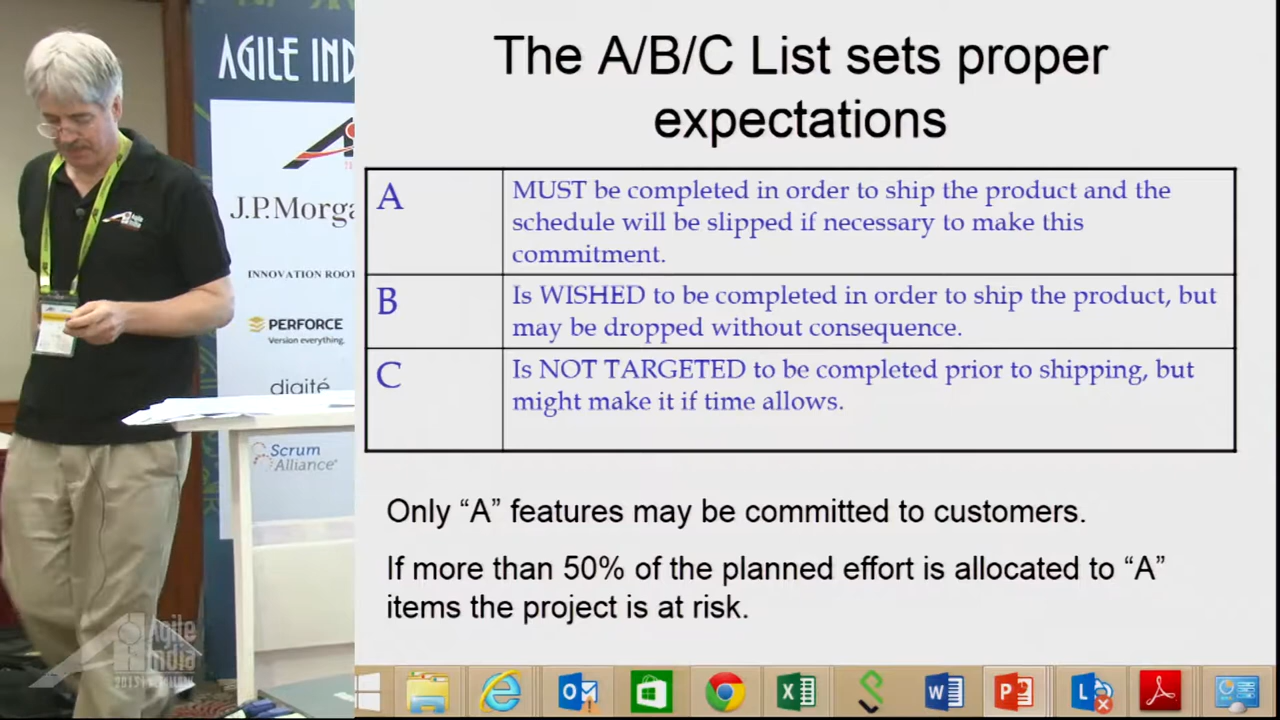 AGILE IND
J.P.Morga
INNOVATION ROOT
PERFORCE
Version everything.
digité
Scrum
Alliance®
Agile
India
The A/B/C List sets proper
expectations
A
MUST be completed in order to ship the product and the
schedule will be slipped if necessary to make this
commitment.
B
Is WISHED to be completed in order to ship the product, but
may be dropped without consequence.
C
Is NOT TARGETED to be completed prior to shipping, but
might make it if time allows.
Only “A” features may be committed to customers.
If more than 50% of the planned effort is allocated to “A”
items the project is at risk.